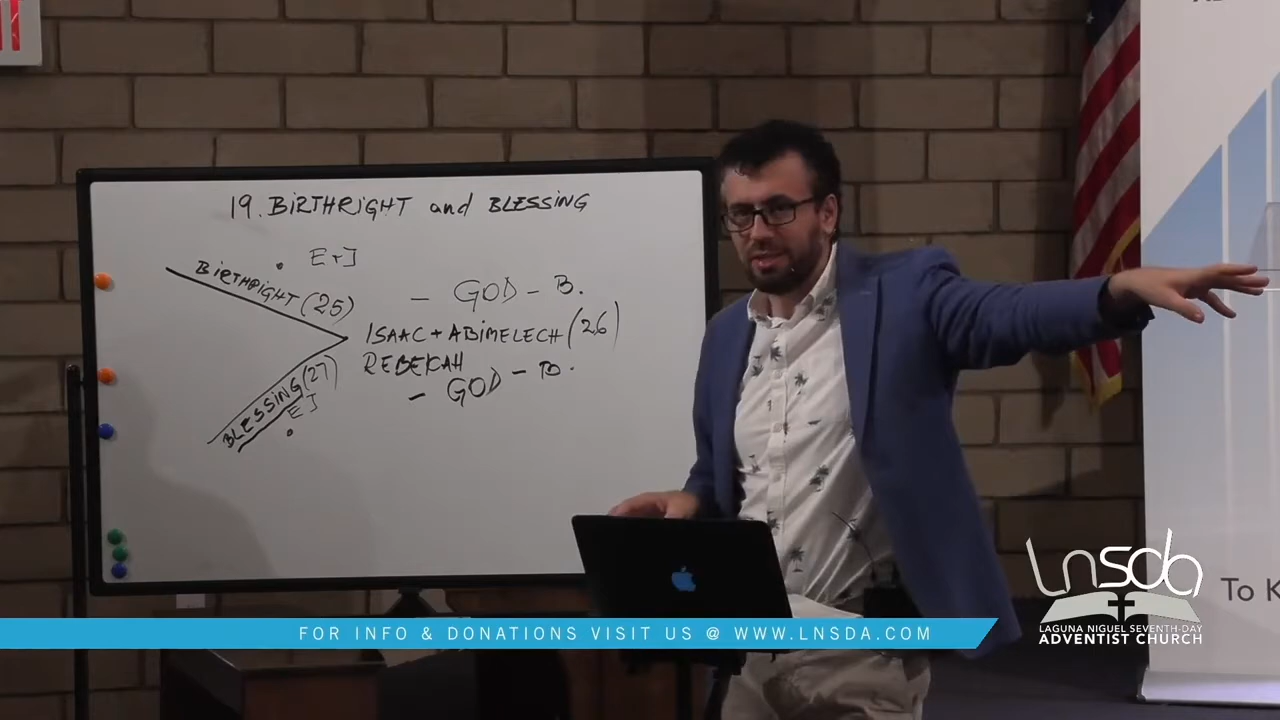 19. BIRTHRIGHT and BLESSING
BIRTHRIGHT (25)
E + J
- GOD - B.
ISAAC + ABIMELECH (26)
REBEKAH
- GOD - B.
BLESSING (27)
E J
LNSDA
LAGUNA NIGUEL SEVENTH-DAY
ADVENTIST CHURCH
To K
FOR INFO & DONATIONS VISIT US @ WWW.LNSDA.COM